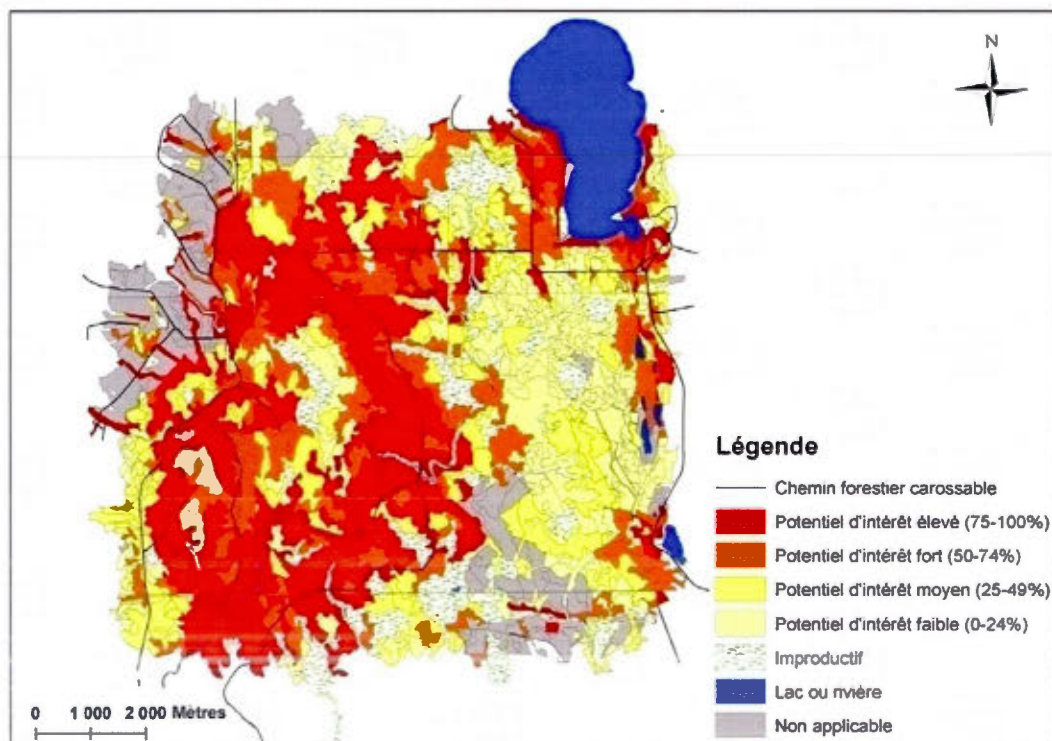 N
Légende
Chemin forestier carossable
Potentiel d'intérêt élevé (75-100%)
Potentiel d'intérêt fort (50-74%)
Potentiel d'intérêt moyen (25-49%)
Potentiel d'intérêt faible (0-24%)
Improductif
Lac ou rivière
Non applicable
0 1 000 2 000 Mètres